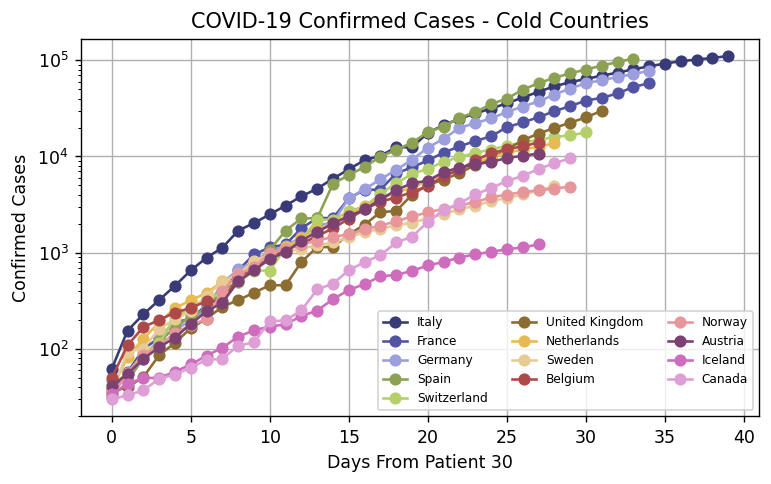 COVID-19 Confirmed Cases - Cold Countries
Confirmed Cases
10^5
10^4
10^3
10^2
Italy
France
Germany
Spain
Switzerland
United Kingdom
Netherlands
Sweden
Belgium
Norway
Austria
Iceland
Canada
0 5 10 15 20 25 30 35 40
Days From Patient 30